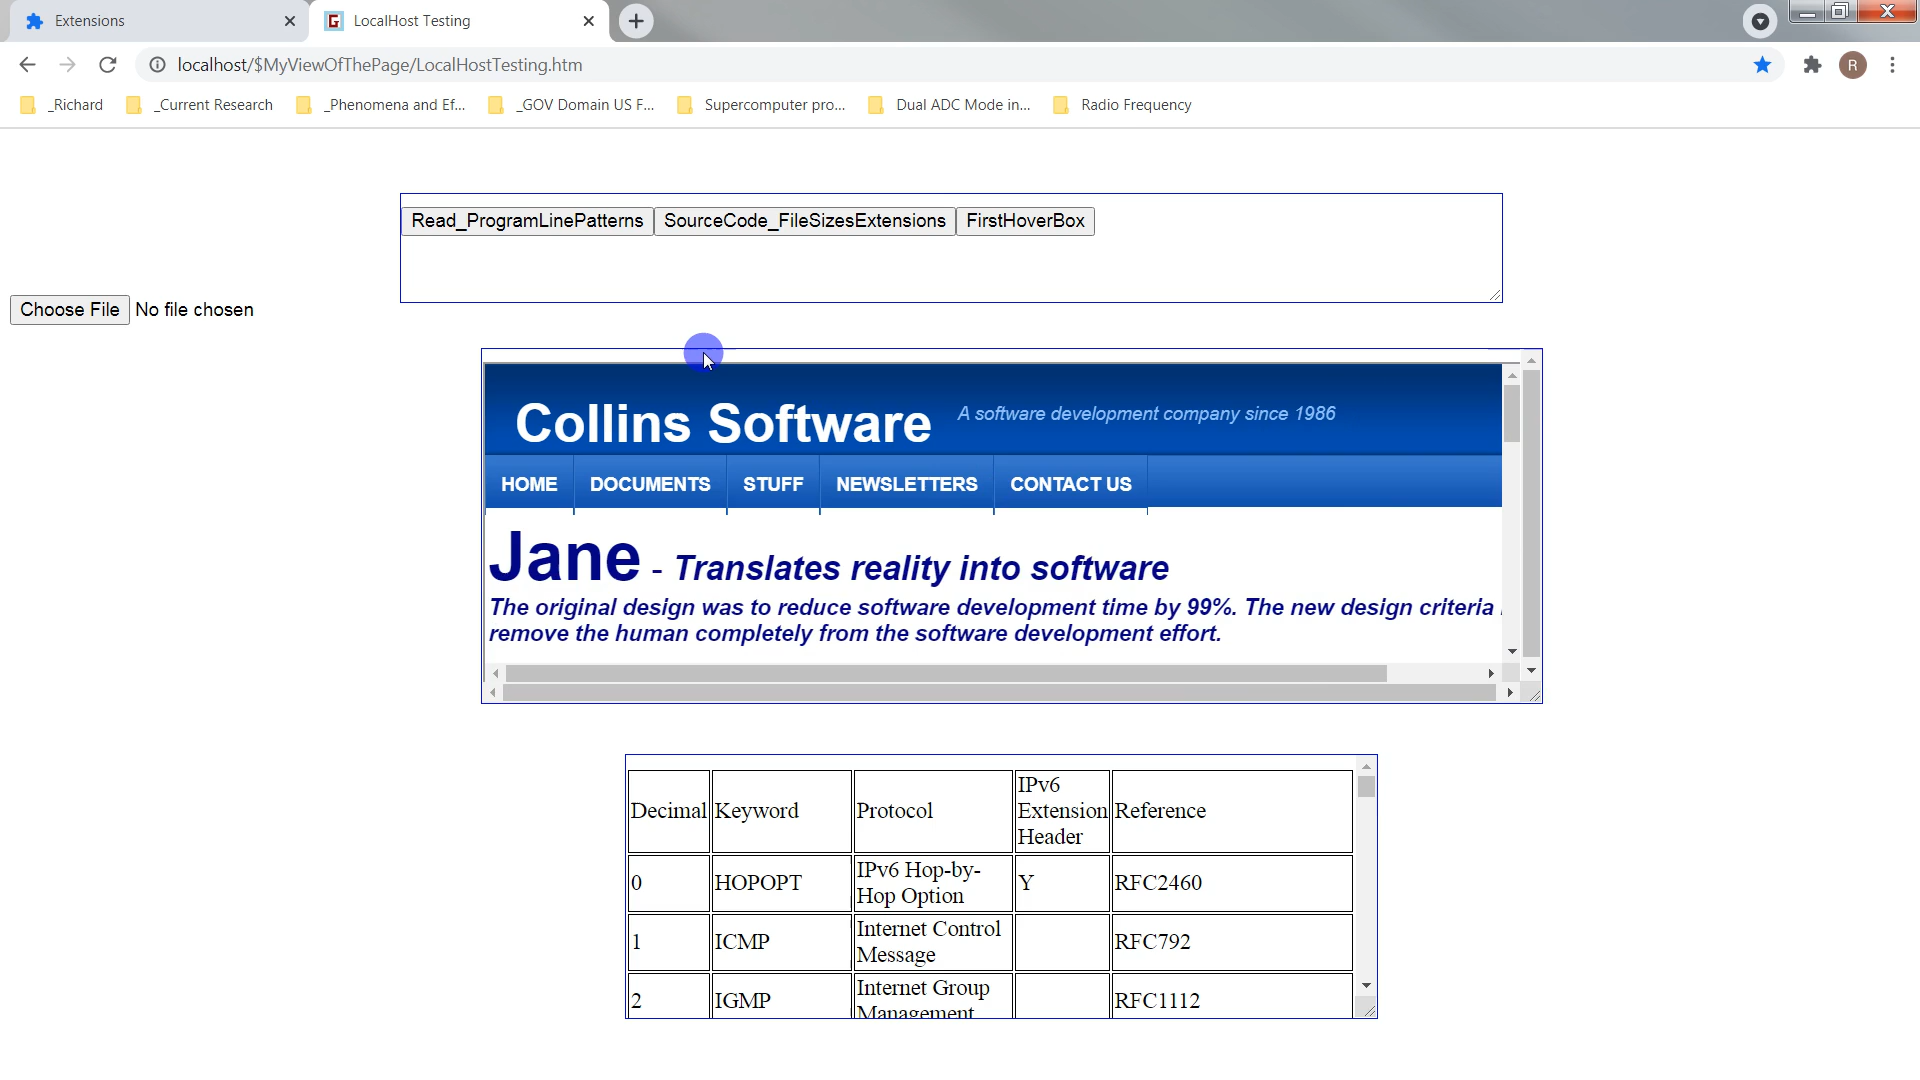 Extensions
LocalHost Testing
localhost/$MyViewOfThePage/LocalHostTesting.htm
R
_Richard
_Current Research
_Phenomena and Ef...
_GOV Domain US F...
Supercomputer pro...
Dual ADC Mode in...
Radio Frequency
Read_ProgramLinePatterns
SourceCode_FileSizesExtensions
FirstHoverBox
Choose File No file chosen
Collins Software
A software development company since 1986
HOME
DOCUMENTS
STUFF
NEWSLETTERS
CONTACT US
Jane - Translates reality into software
The original design was to reduce software development time by 99%. The new design criteria
remove the human completely from the software development effort.
Decimal
Keyword
Protocol
IPv6
Extension
Header
Reference
0
HOPOPT
IPv6 Hop-by-
Hop Option
Y
RFC2460
1
ICMP
Internet Control
Message
RFC792
2
IGMP
Internet Group
Management
RFC1112